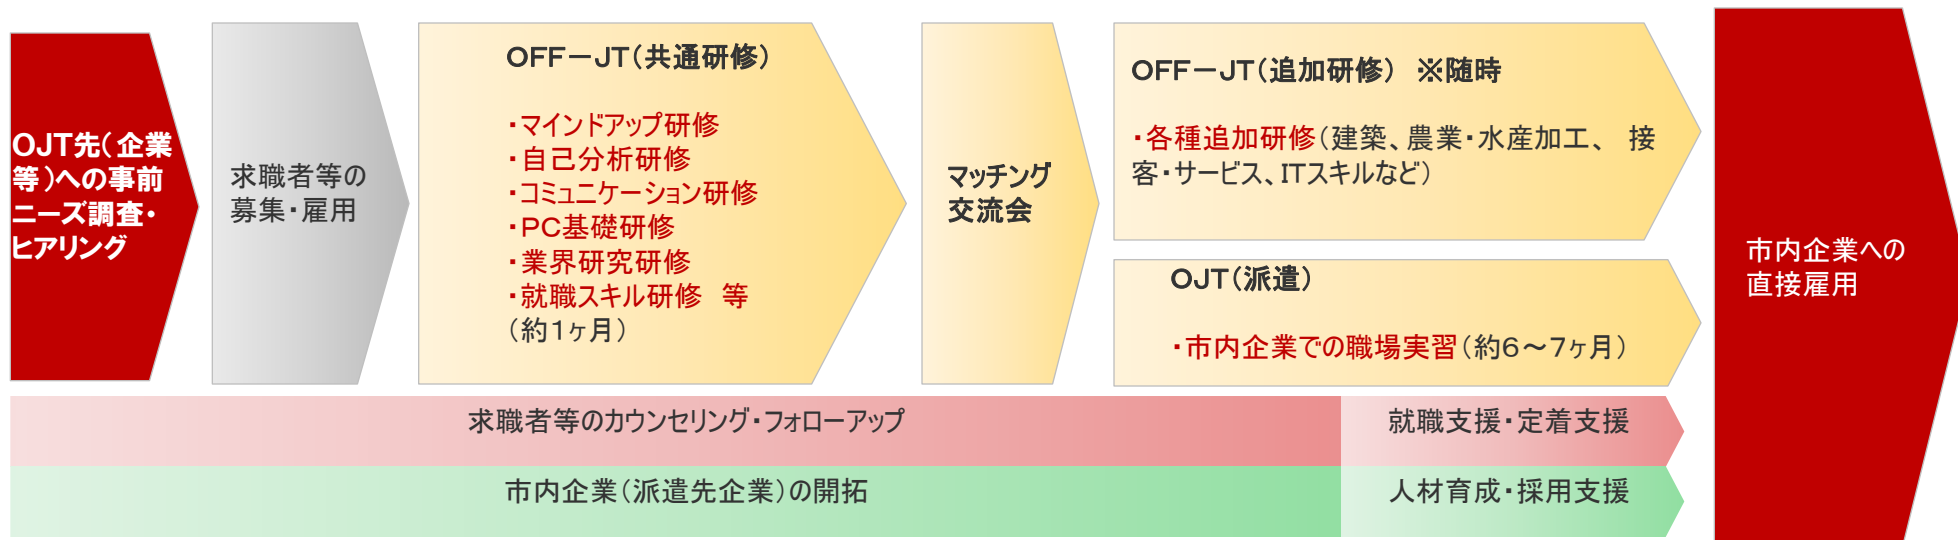 OJT先（企業
等）への事前
ニーズ調査・
ヒアリング
求職者等の
募集・雇用
OFF－JT（共通研修）
・マインドアップ研修
・自己分析研修
・コミュニケーション研修
・PC基礎研修
・業界研究研修
・就職スキル研修　等
（約１ヶ月）
マッチング
交流会
OFF－JT（追加研修）　※随時
・各種追加研修（建築、農業・水産加工、　接
客・サービス、ITスキルなど）
OJT（派遣）
・市内企業での職場実習（約６～７ヶ月）
市内企業への
直接雇用
求職者等のカウンセリング・フォローアップ
就職支援・定着支援
市内企業（派遣先企業）の開拓
人材育成・採用支援